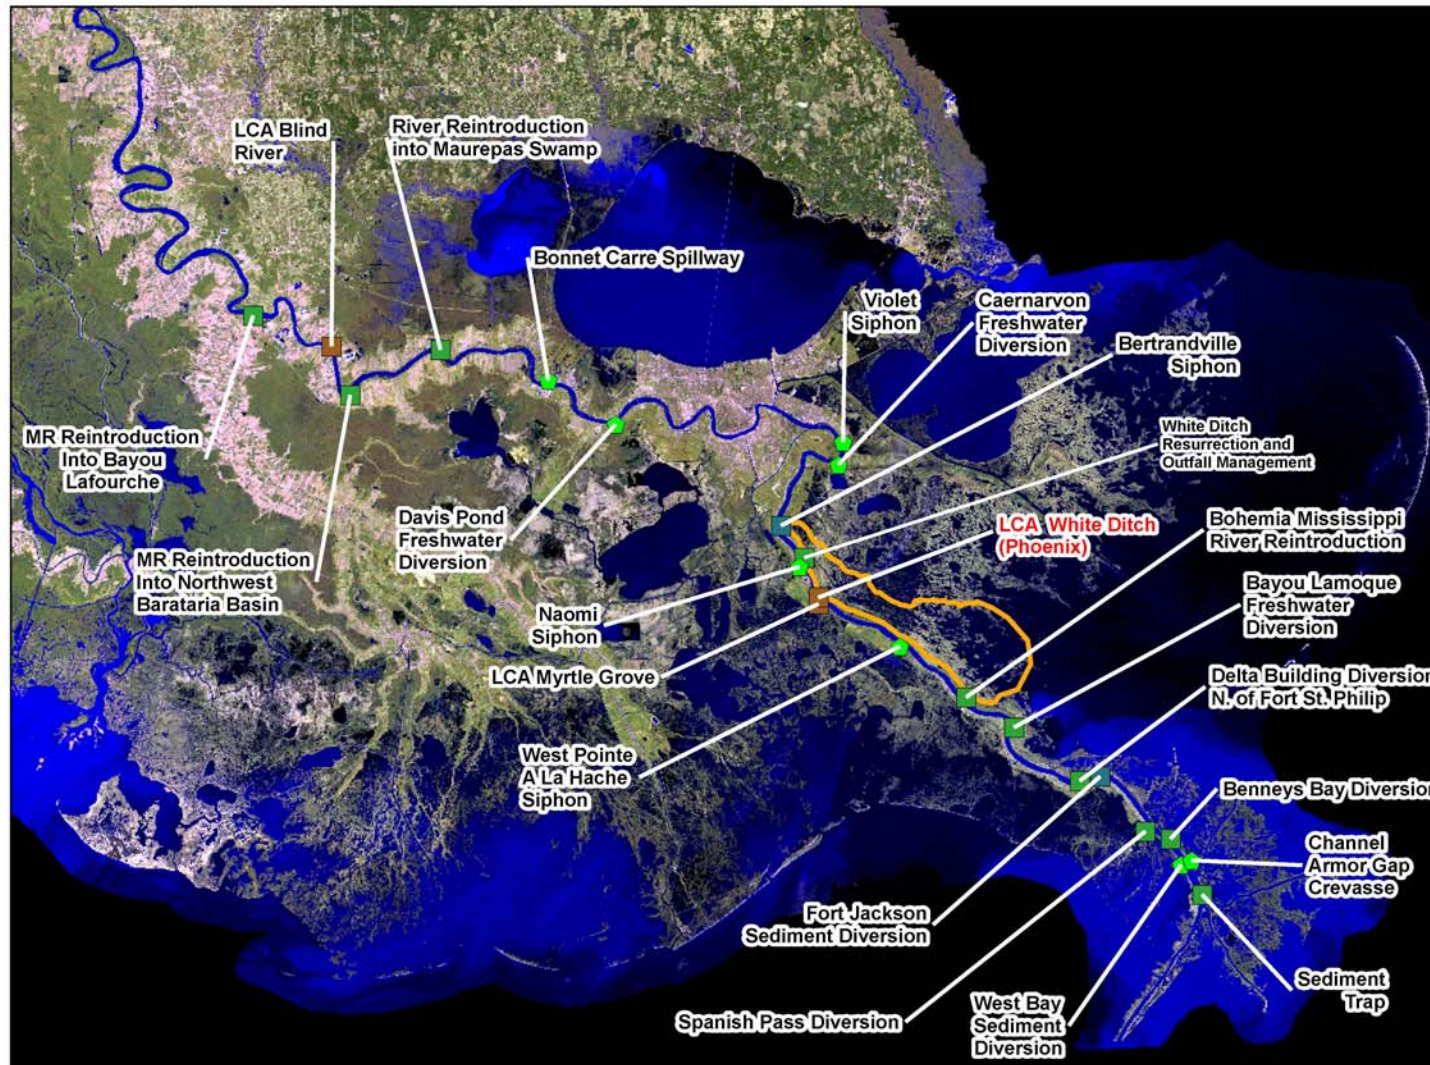 LCA Blind
River
River Reintroduction
into Maurepas Swamp
Bonnet Carre Spillway
Violet
Siphon
Caernarvon
Freshwater
Diversion
Bertrandville
Siphon
White Ditch
Resurrection and
Outfall Management
MR Reintroduction
Into Bayou
Lafourche
Davis Pond
Freshwater
Diversion
LCA White Ditch
(Phoenix)
Bohemia Mississippi
River Reintroduction
MR Reintroduction
Into Northwest
Barataria Basin
Bayou Lamoque
Freshwater
Diversion
Naomi
Siphon
LCA Myrtle Grove
Delta Building Diversion
N. of Fort St. Philip
West Pointe
A La Hache
Siphon
Benneys Bay Diversion
Channel
Armor Gap
Crevasse
Fort Jackson
Sediment Diversion
Sediment
Trap
Spanish Pass Diversion
West Bay
Sediment
Diversion